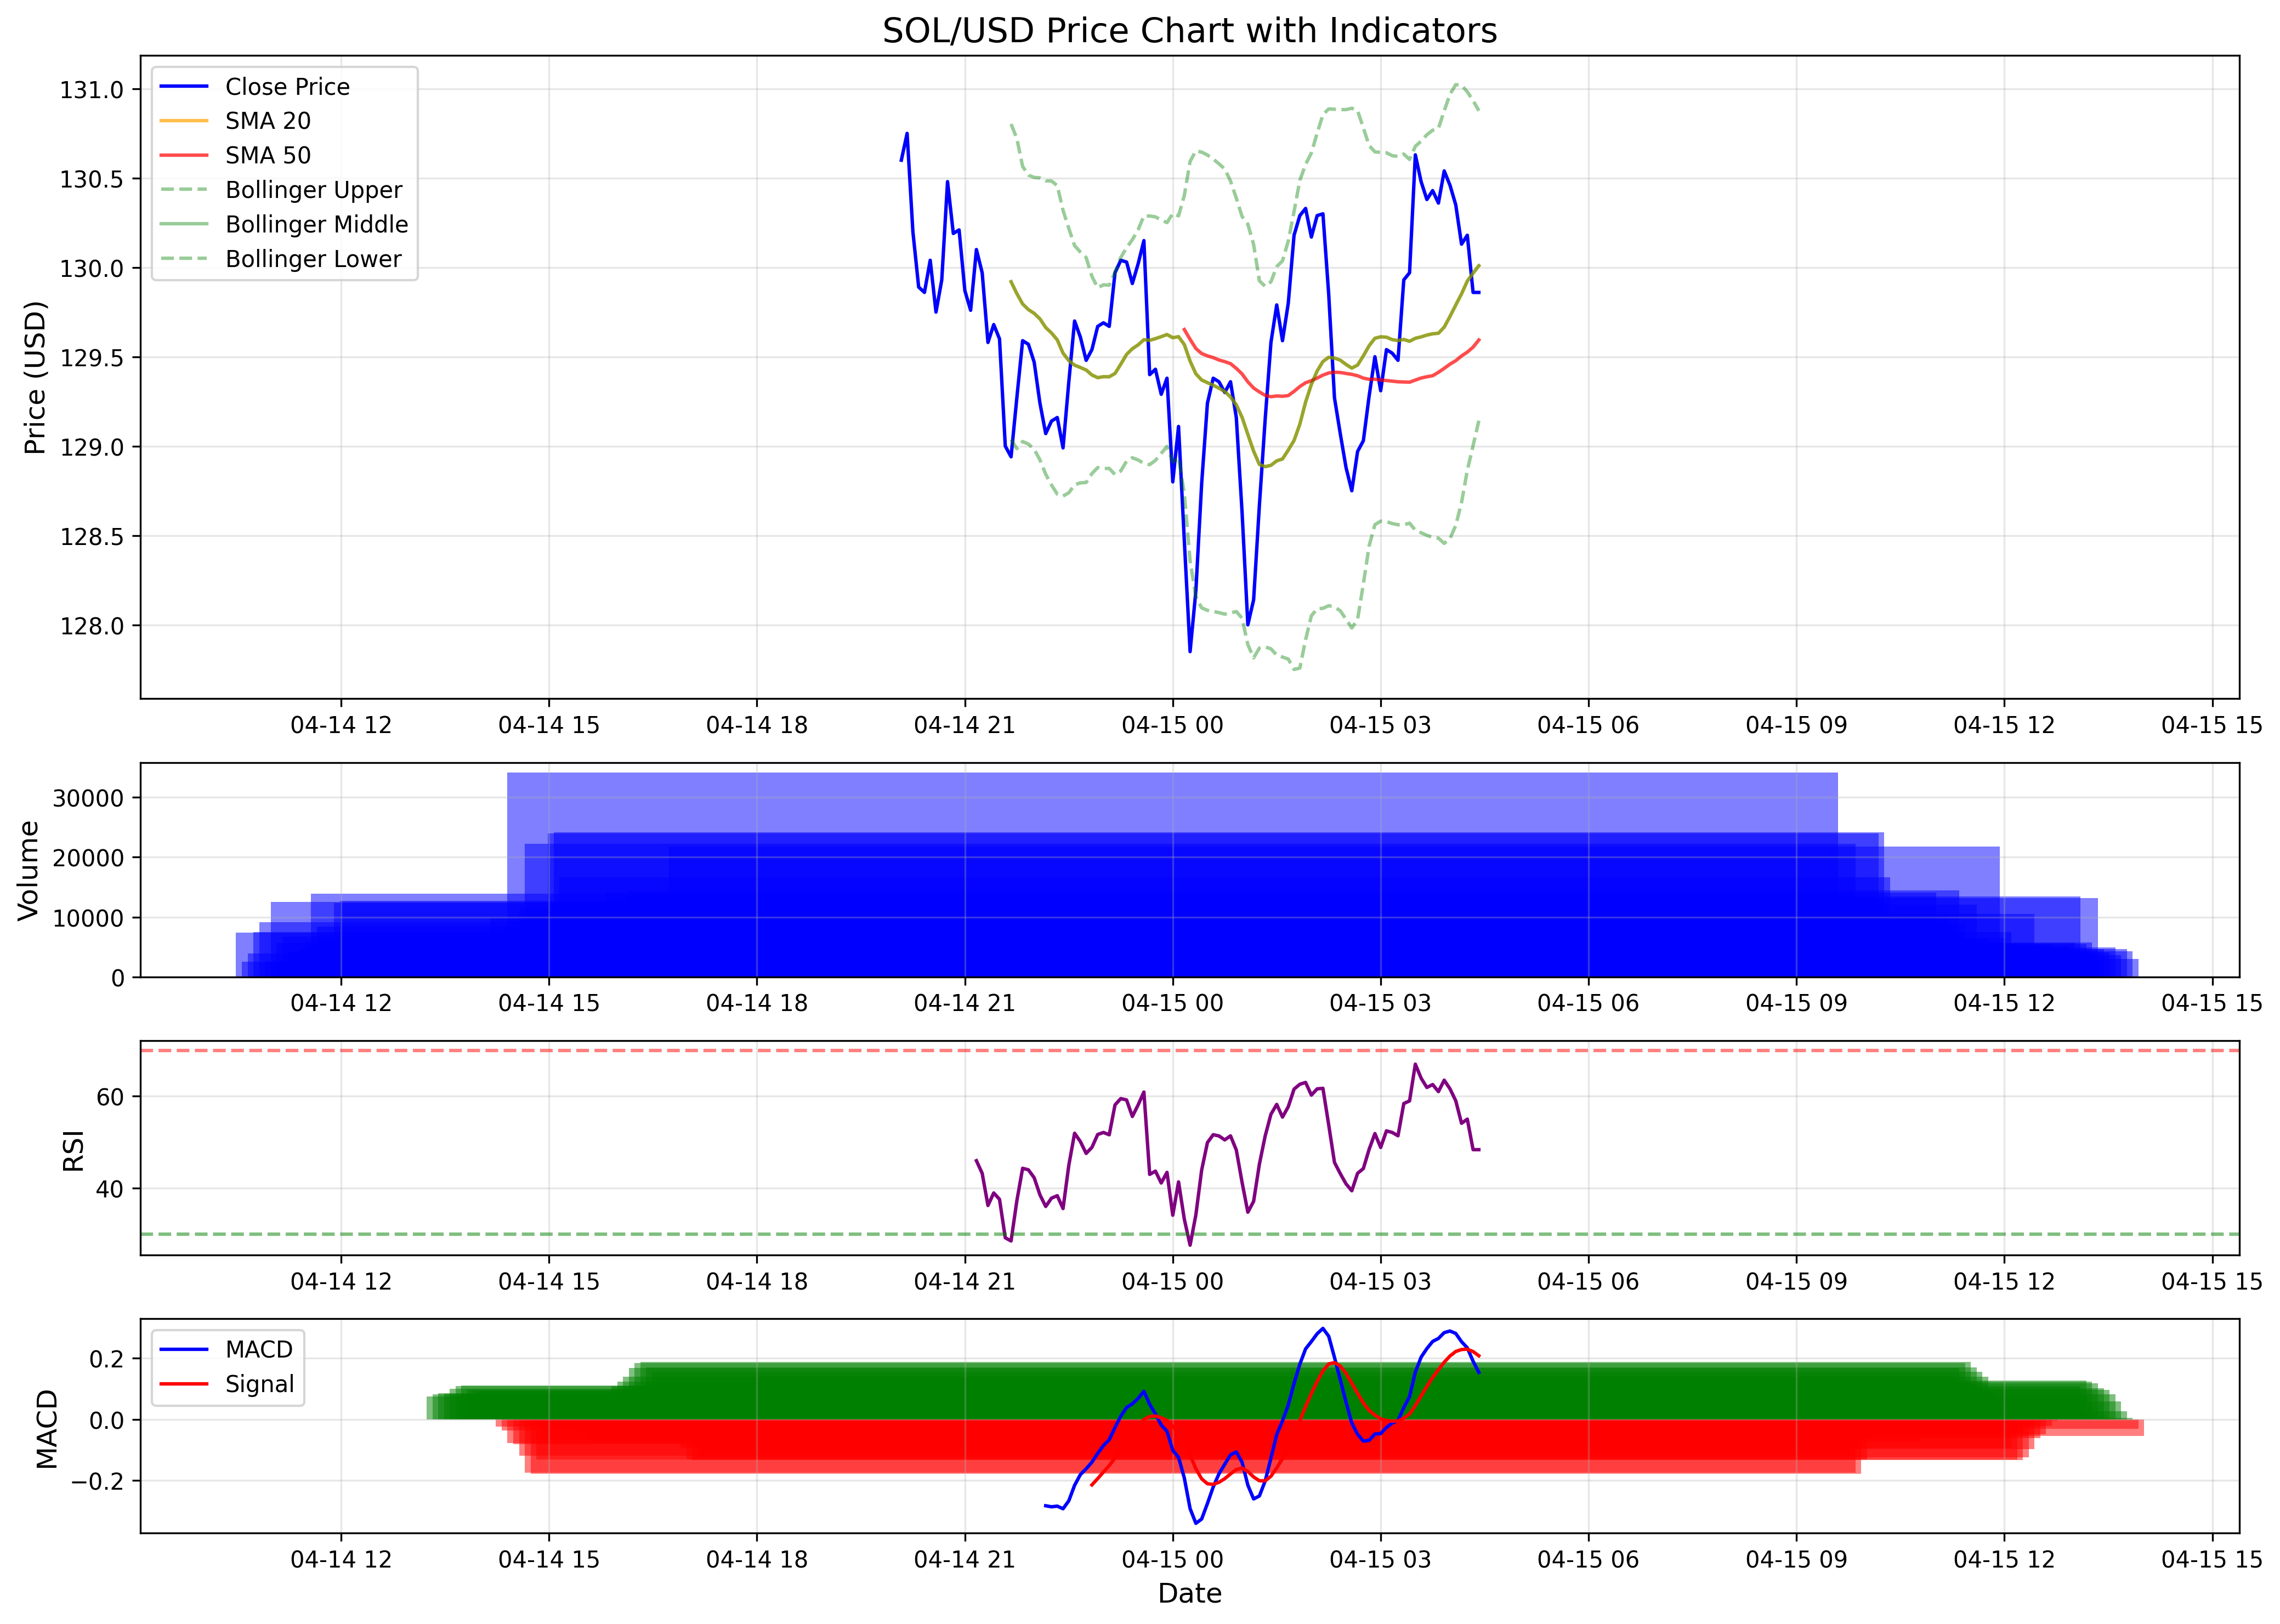 SOL/USD Price Chart with Indicators
Close Price
SMA 20
SMA 50
Bollinger Upper
Bollinger Middle
Bollinger Lower
Price (USD)
131.0
130.5
130.0
129.5
129.0
128.5
128.0
04-14 12 04-14 15 04-14 18 04-14 21 04-15 00 04-15 03 04-15 06 04-15 09 04-15 12 04-15 15
Volume
30000
20000
10000
0
04-14 12 04-14 15 04-14 18 04-14 21 04-15 00 04-15 03 04-15 06 04-15 09 04-15 12 04-15 15
RSI
60
40
04-14 12 04-14 15 04-14 18 04-14 21 04-15 00 04-15 03 04-15 06 04-15 09 04-15 12 04-15 15
MACD
Signal
MACD
0.2
0.0
−0.2
04-14 12 04-14 15 04-14 18 04-14 21 04-15 00 04-15 03 04-15 06 04-15 09 04-15 12 04-15 15
Date